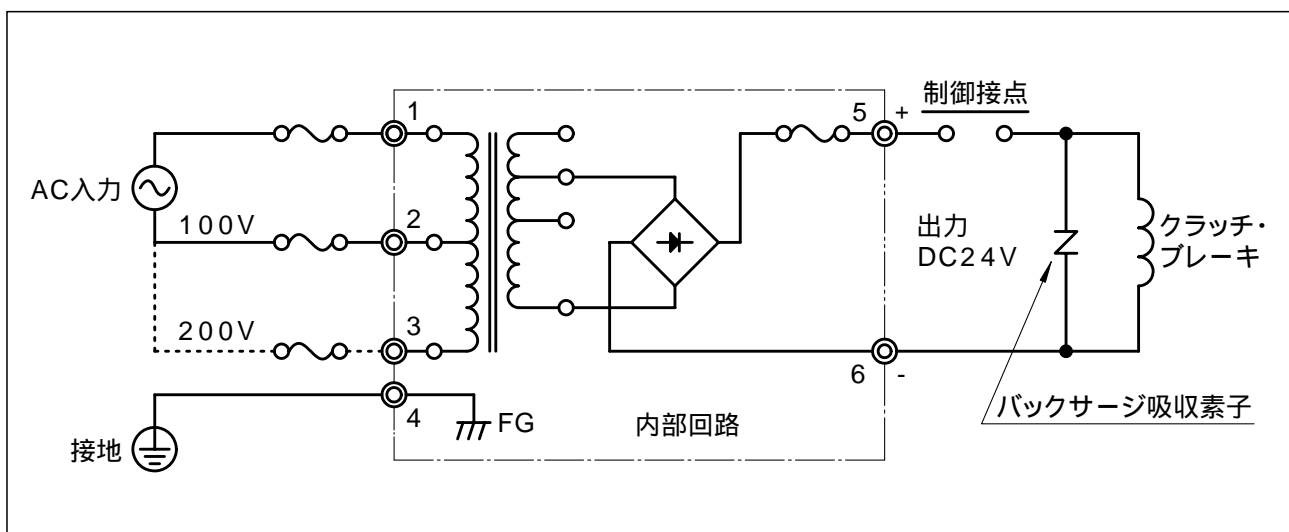 1
5
+
制御接点
AC入力
100V
2
出力
DC24V
クラッチ・
ブレーキ
200V
3
6
-
4
FG
内部回路
バックサージ吸収素子
接地